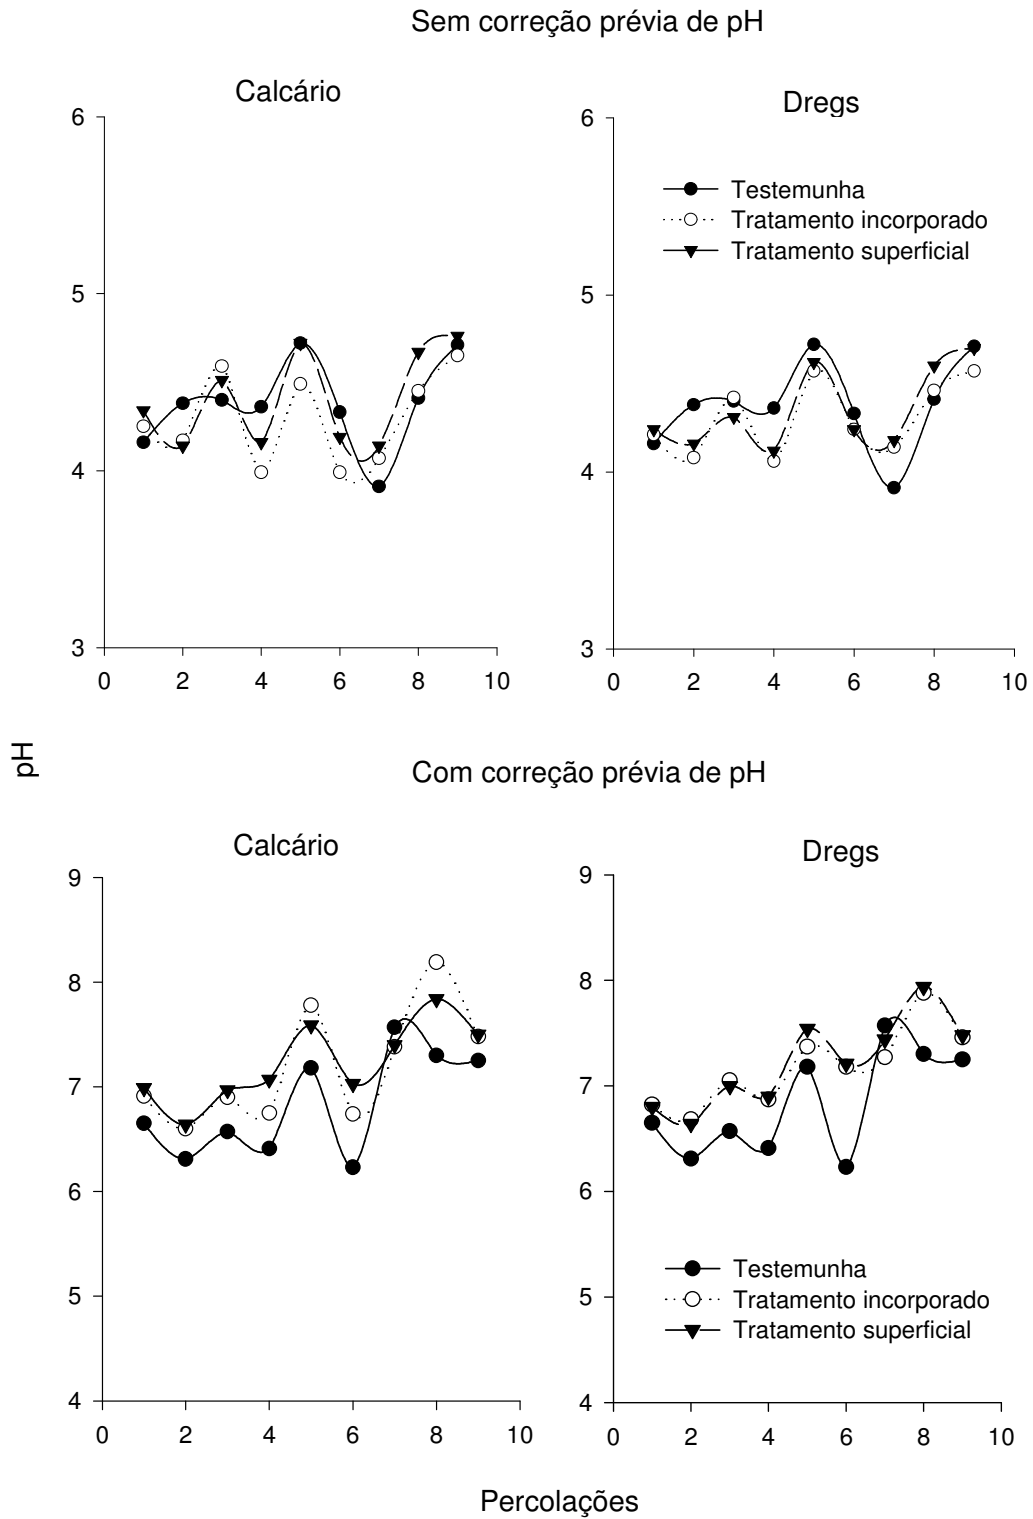 Sem correção prévia de pH
Calcário
Dregs
6
5
4
3
0 2 4 6 8 10
6
5
4
3
0 2 4 6 8 10
Testemunha
Tratamento incorporado
Tratamento superficial
pH
Com correção prévia de pH
Calcário
Dregs
9
8
7
6
5
4
0 2 4 6 8 10
9
8
7
6
5
4
0 2 4 6 8 10
Testemunha
Tratamento incorporado
Tratamento superficial
Percolações